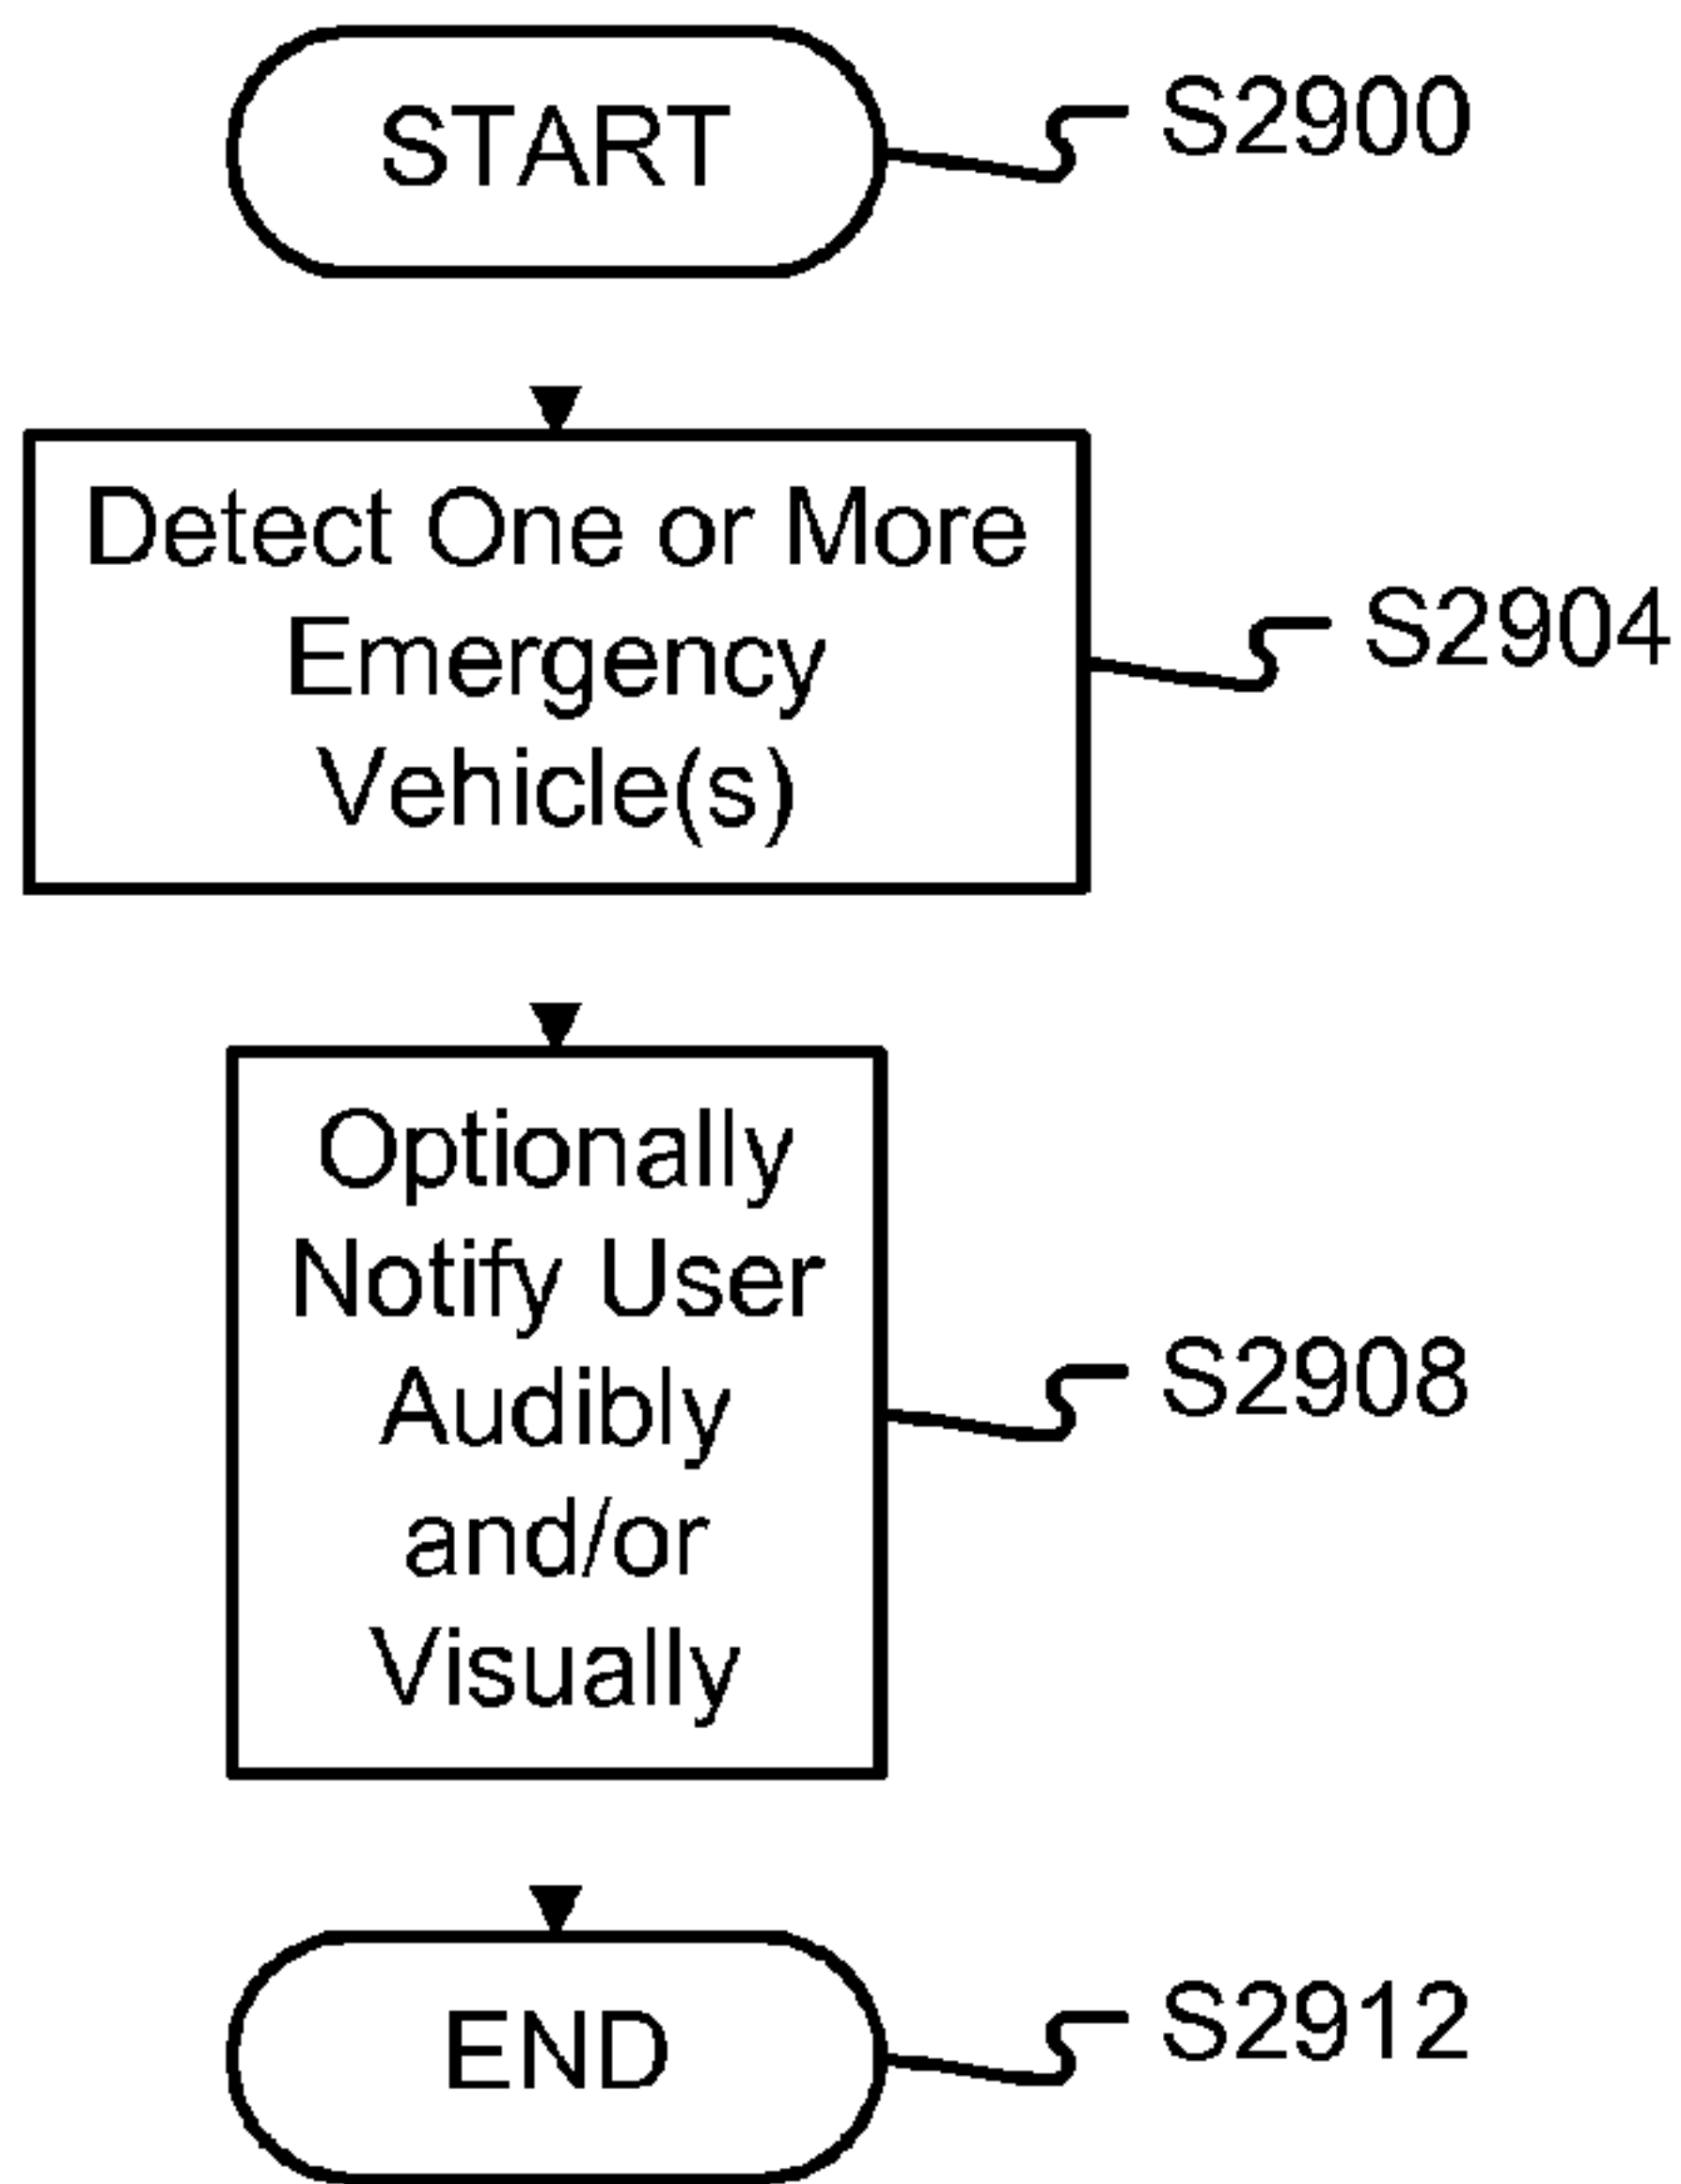 START
S2900
Detect One or More
Emergency
Vehicle(s)
S2904
Optionally
Notify User
Audibly
and/or
Visually
S2908
END
S2912